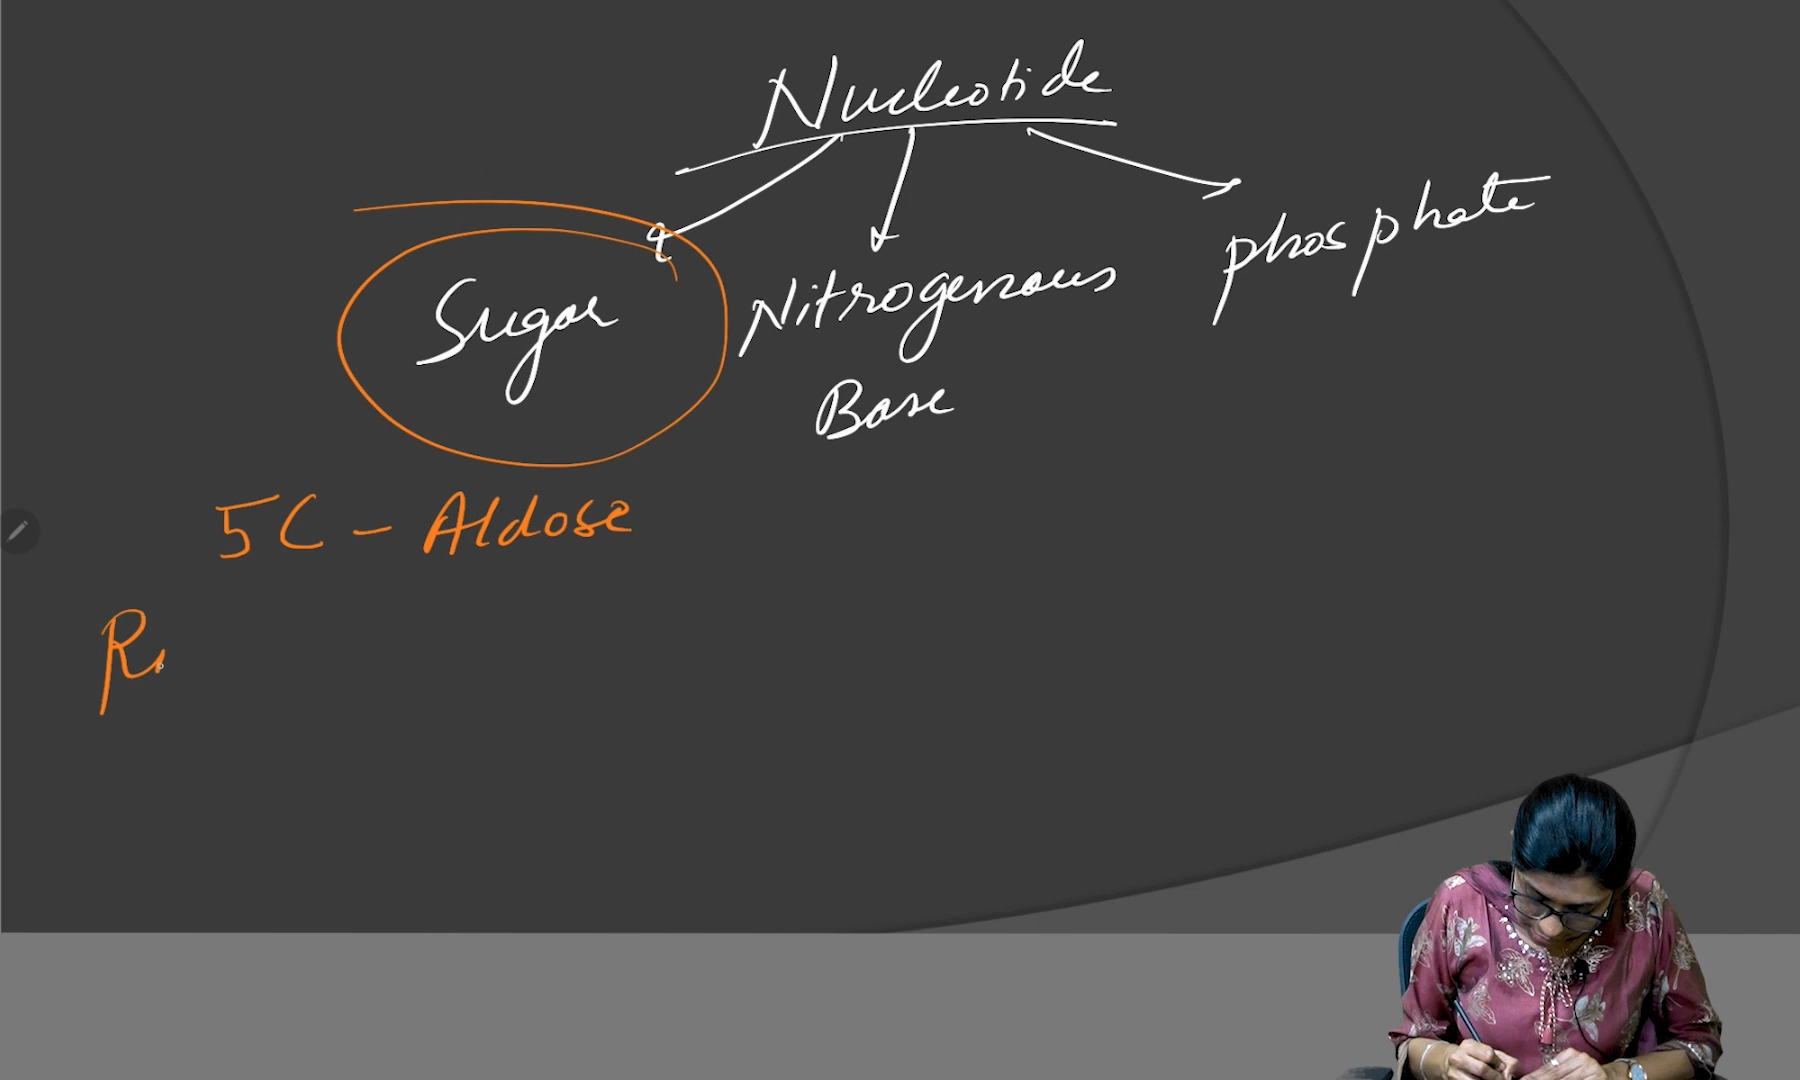 Nucleotide
Sugar
Nitrogenous
Base
phosphate
5C - Aldose
R